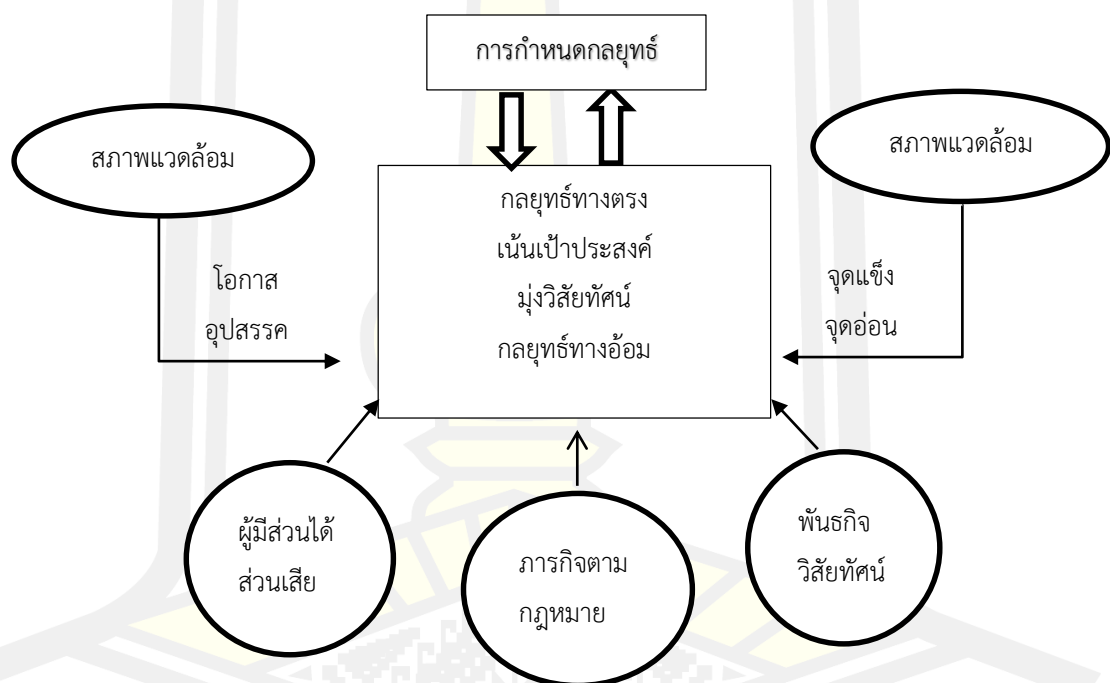 การกำหนดกลยุทธ์
สภาพแวดล้อม
สภาพแวดล้อม
กลยุทธ์ทางตรง
เน้นเป้าประสงค์
มุ่งวิสัยทัศน์
กลยุทธ์ทางอ้อม
โอกาส
อุปสรรค
จุดแข็ง
จุดอ่อน
ผู้มีส่วนได้
ส่วนเสีย
ภารกิจตาม
กฎหมาย
พันธกิจ
วิสัยทัศน์